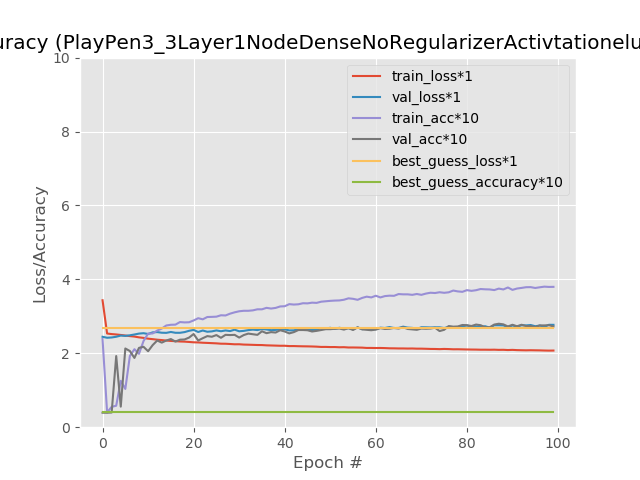 uracy (PlayPen3_3Layer1NodeDenseNoRegularizerActivtationelu
train_loss*1
val_loss*1
train_acc*10
val_acc*10
best_guess_loss*1
best_guess_accuracy*10
10
8
6
4
2
0
Loss/Accuracy
0 20 40 60 80 100
Epoch #